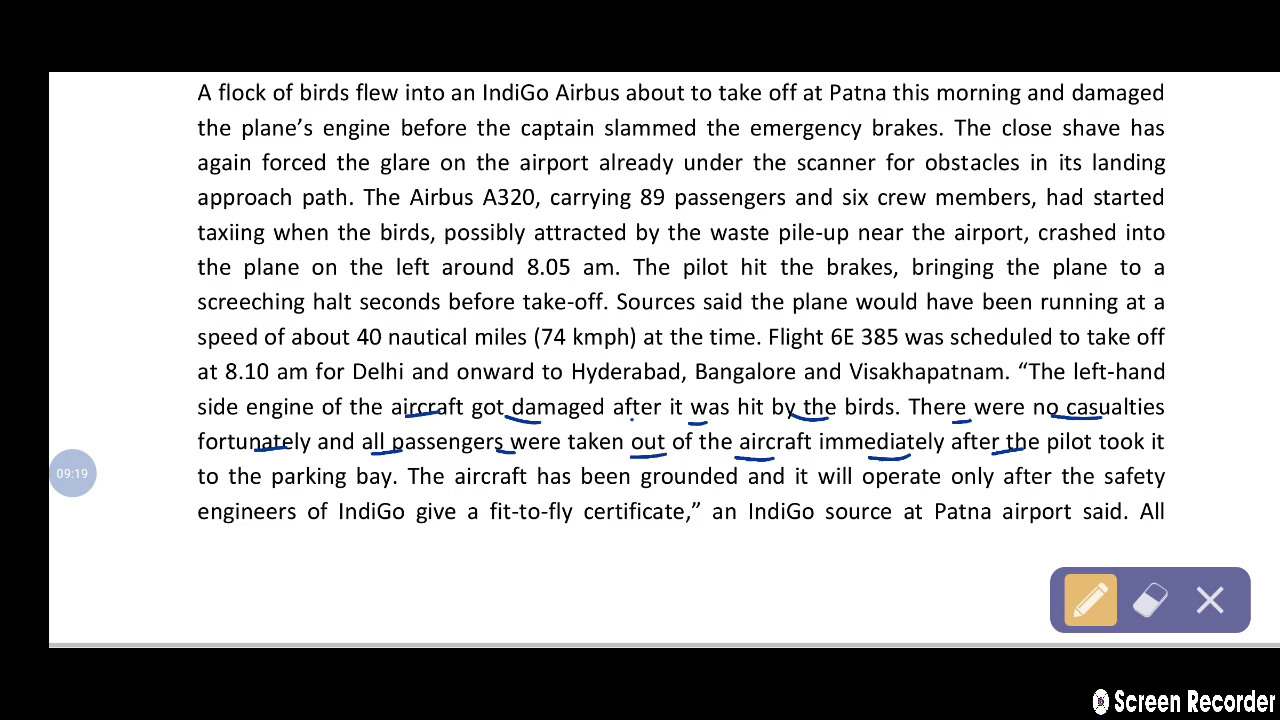 A flock of birds flew into an IndiGo Airbus about to take off at Patna this morning and damaged
the plane’s engine before the captain slammed the emergency brakes. The close shave has
again forced the glare on the airport already under the scanner for obstacles in its landing
approach path. The Airbus A320, carrying 89 passengers and six crew members, had started
taxiing when the birds, possibly attracted by the waste pile-up near the airport, crashed into
the plane on the left around 8.05 am. The pilot hit the brakes, bringing the plane to a
screeching halt seconds before take-off. Sources said the plane would have been running at a
speed of about 40 nautical miles (74 kmph) at the time. Flight 6E 385 was scheduled to take off
at 8.10 am for Delhi and onward to Hyderabad, Bangalore and Visakhapatnam. “The left-hand
side engine of the aircraft got damaged after it was hit by the birds. There were no casualties
fortunately and all passengers were taken out of the aircraft immediately after the pilot took it
09:19
to the parking bay. The aircraft has been grounded and it will operate only after the safety
engineers of IndiGo give a fit-to-fly certificate,” an IndiGo source at Patna airport said. All
Screen Recorder